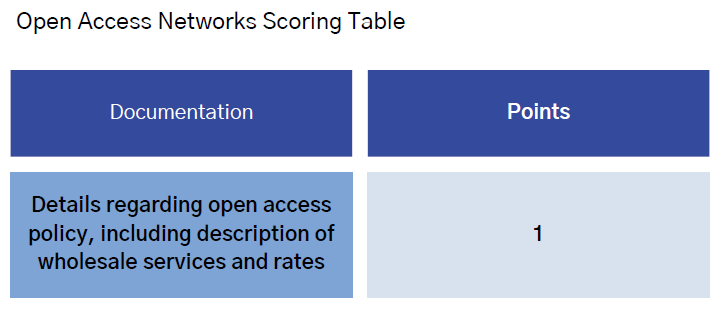 Open Access Networks Scoring Table
Documentation
Points
Details regarding open access
policy, including description of
wholesale services and rates
1